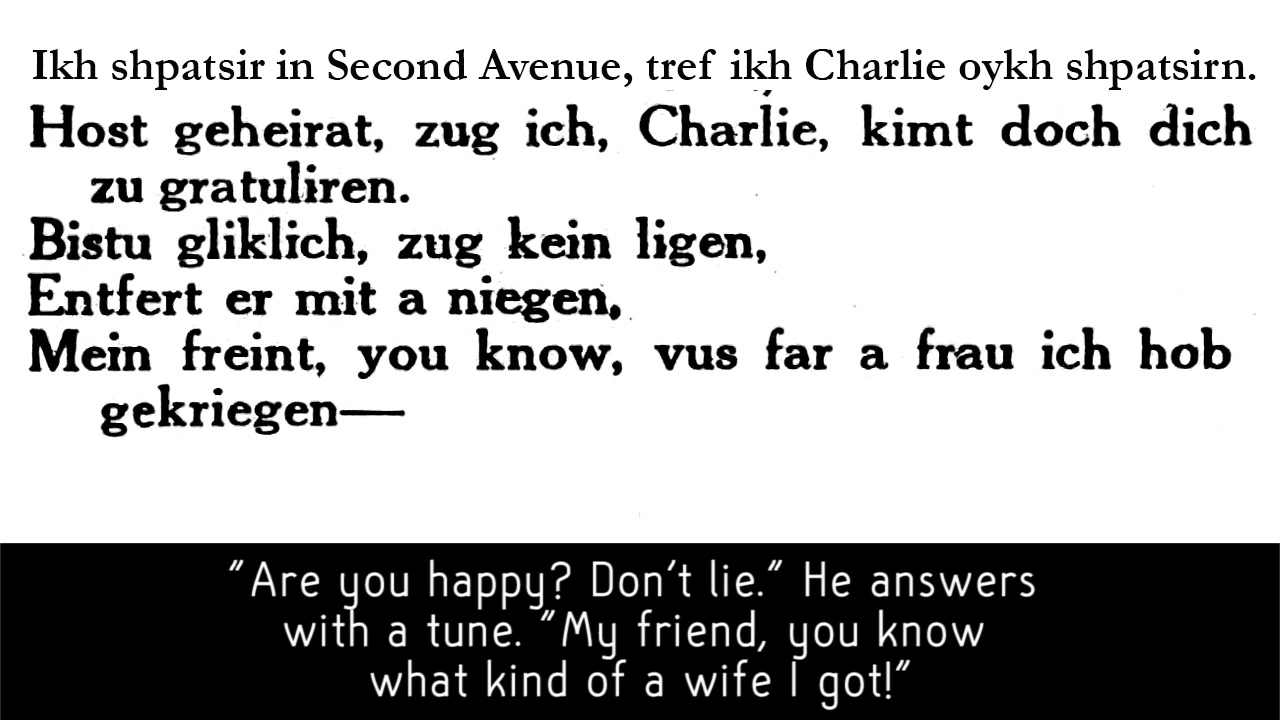 Ikh shpatsir in Second Avenue, tref ikh Charlie oykh shpatsirn.
Host geheirat, zug ich, Charlie, kimt doch dich
zu gratuliren.
Bistu gliklich, zug kein ligen,
Entfert er mit a niegen,
Mein freint, you know, vus far a frau ich hob
gekriegen—
"Are you happy? Don't lie." He answers
with a tune. "My friend, you know
what kind of a wife I got!"